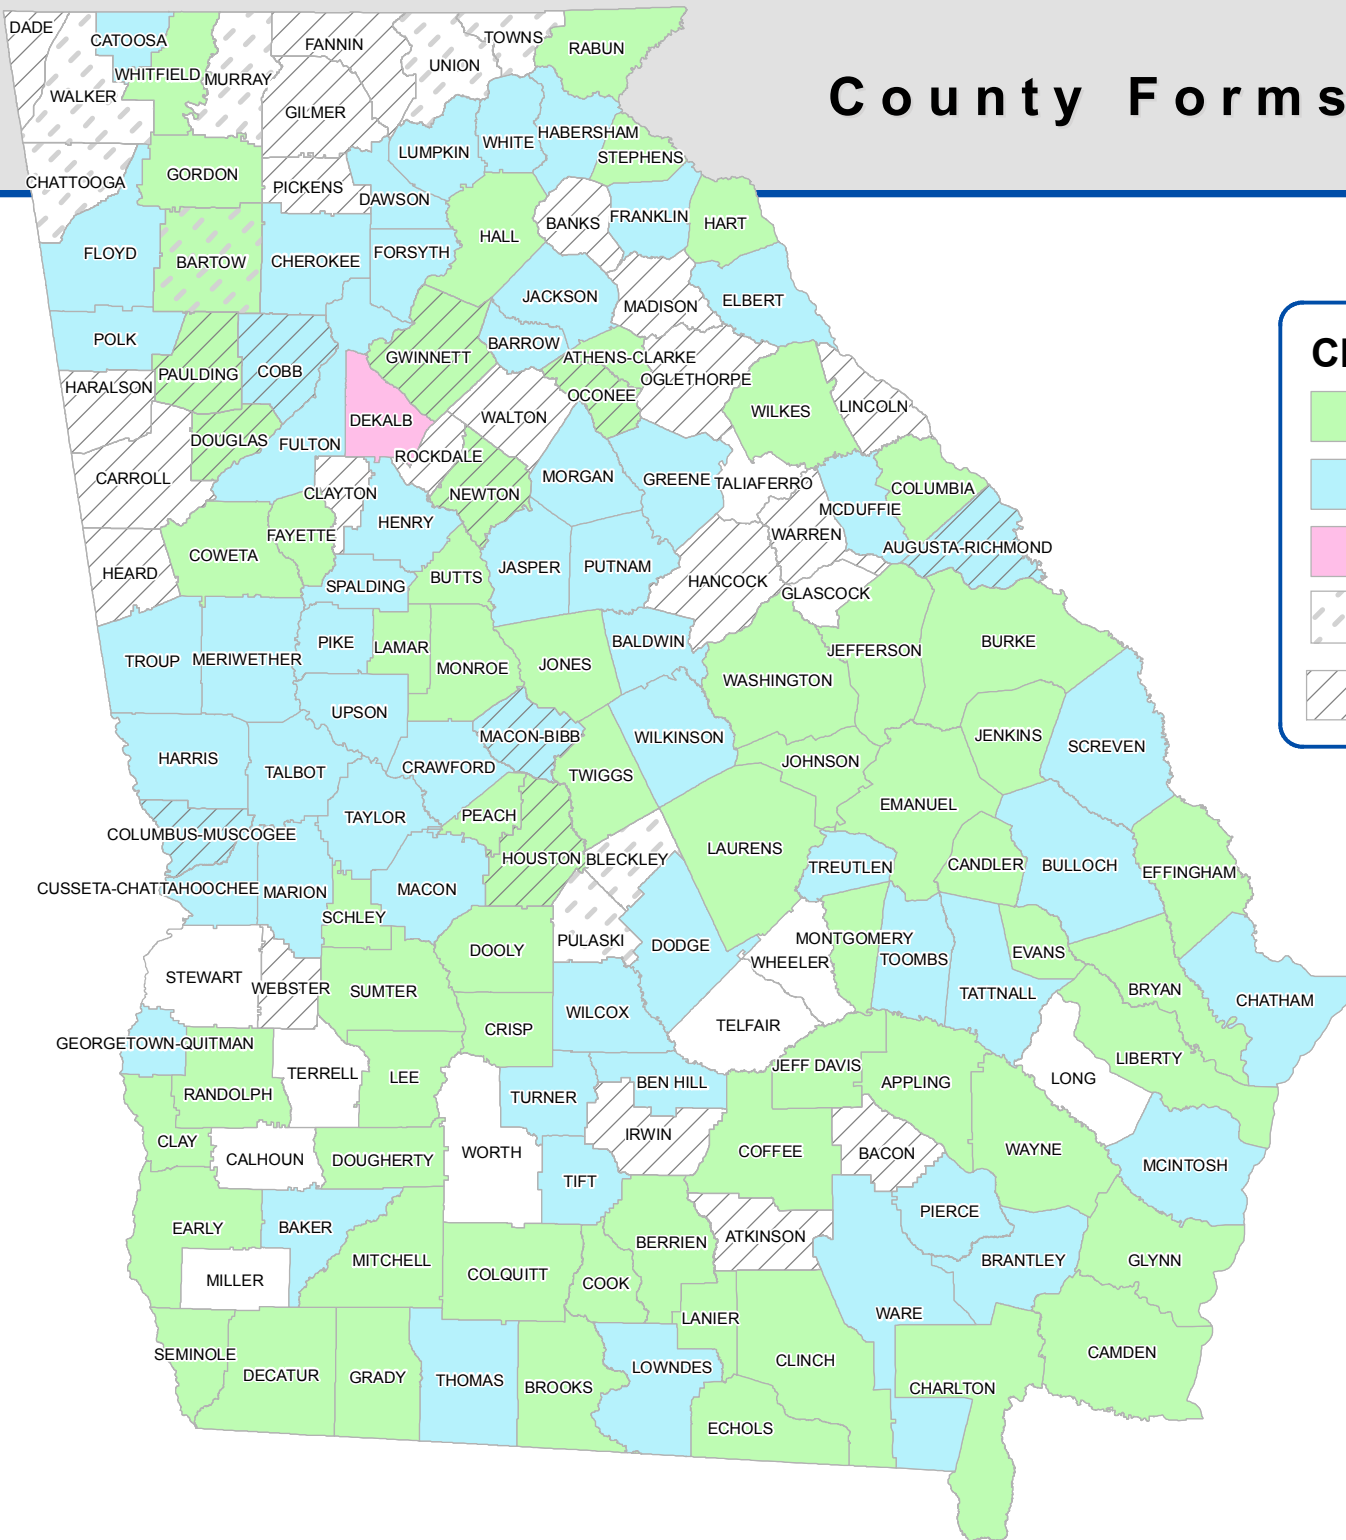 DADE
CATOOSA
FANNIN
TOWNS
RABUN
WHITFIELD
MURRAY
UNION
WALKER
GILMER
County Forms
LUMPKIN
WHITE
HABERSHAM
STEPHENS
CHATTOOGA
GORDON
PICKENS
DAWSON
BANKS
FRANKLIN
HART
FLOYD
BARTOW
CHEROKEE
FORSYTH
HALL
JACKSON
MADISON
ELBERT
POLK
PAULDING
COBB
GWINNETT
BARROW
ATHENS-CLARKE
Cl
HARALSON
OCONEE
OGLETHORPE
DEKALB
WALTON
WILKES
LINCOLN
DOUGLAS
FULTON
ROCKDALE
CARROLL
CLAYTON
NEWTON
MORGAN
GREENE
TALIAFERRO
MCDUFFIE
COLUMBIA
HENRY
FAYETTE
COWETA
WARREN
AUGUSTA-RICHMOND
HEARD
SPALDING
BUTTS
JASPER
PUTNAM
HANCOCK
GLASCOCK
TROUP
MERIWETHER
PIKE
LAMAR
MONROE
JONES
BALDWIN
WASHINGTON
JEFFERSON
BURKE
UPSON
MACON-BIBB
WILKINSON
JENKINS
SCREVEN
HARRIS
TALBOT
CRAWFORD
TWIGGS
JOHNSON
COLUMBUS-MUSCOGEE
TAYLOR
PEACH
EMANUEL
HOUSTON
BLECKLEY
LAURENS
TREUTLEN
CANDLER
BULLOCH
EFFINGHAM
CUSSETA-CHATTAHOOCHEE
MARION
MACON
SCHLEY
DOOLY
PULASKI
DODGE
MONTGOMERY
WHEELER
TOOMBS
EVANS
STEWART
WEBSTER
SUMTER
TATTNALL
BRYAN
CHATHAM
CRISP
WILCOX
TELFAIR
GEORGETOWN-QUITMAN
TERRELL
LEE
LIBERTY
RANDOLPH
TURNER
BEN HILL
JEFF DAVIS
APPLING
LONG
CLAY
CALHOUN
DOUGHERTY
WORTH
IRWIN
COFFEE
BACON
WAYNE
MCINTOSH
TIFT
EARLY
BAKER
MITCHELL
BERRIEN
ATKINSON
PIERCE
BRANTLEY
GLYNN
MILLER
COLQUITT
COOK
LANIER
WARE
SEMINOLE
DECATUR
GRADY
THOMAS
BROOKS
LOWNDES
CLINCH
CHARLTON
CAMDEN
ECHOLS